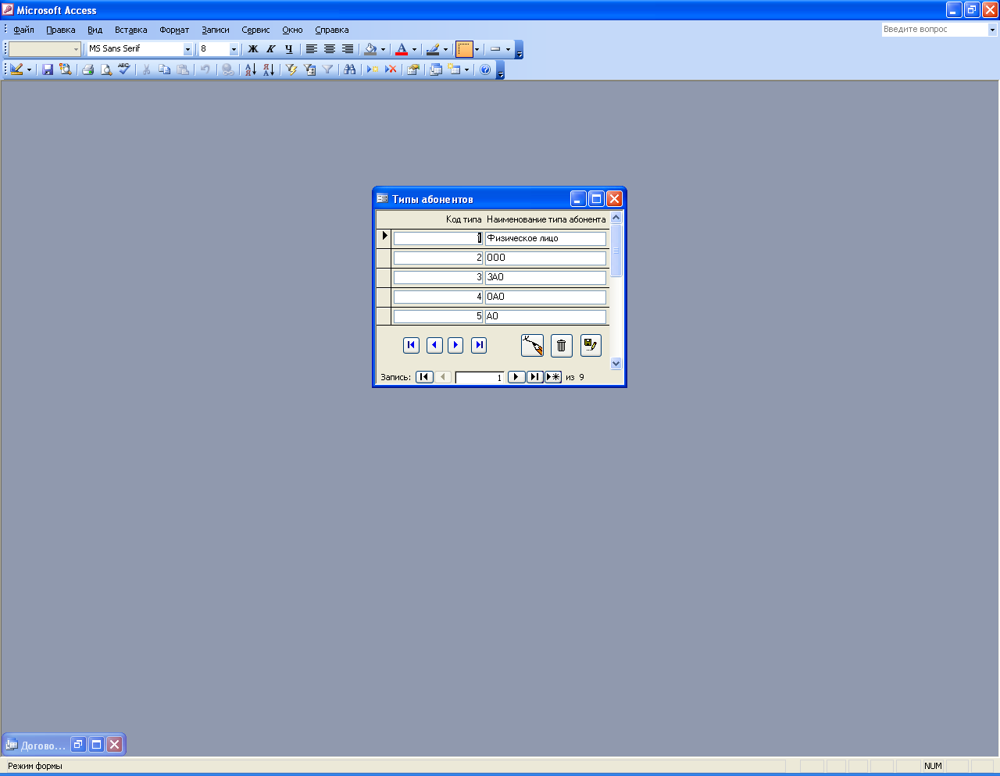 Microsoft Access
Файл Правка Вид Вставка Формат Записи Сервис Окно Справка
Введите вопрос
MS Sans Serif 8 Ж К Ч
Типы абонентов
Код типа Наименование типа абонента
1 Физическое лицо
2 ООО
3 ЗАО
4 ОАО
5 АО
Запись: 1 из 9
Догово...
Режим формы NUM